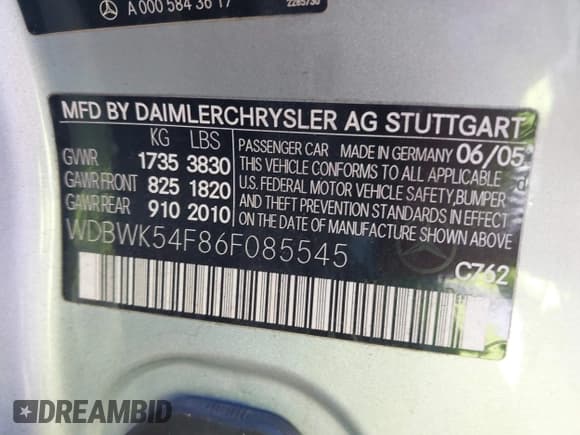 A 000 584 36 17
2285730
MFD BY DAIMLERCHRYSLER AG STUTTGART
KG LBS
GVWR 1735 3830
GAWR FRONT 825 1820
GAWR REAR 910 2010
PASSENGER CAR MADE IN GERMANY 06/05
THIS VEHICLE CONFORMS TO ALL APPLICABLE
U.S. FEDERAL MOTOR VEHICLE SAFETY, BUMPER
AND THEFT PREVENTION STANDARDS IN EFFECT
ON THE DATE OF MANUFACTURE SHOWN ABOVE.
WDBWK54F86F085545
C762
DREAMBID